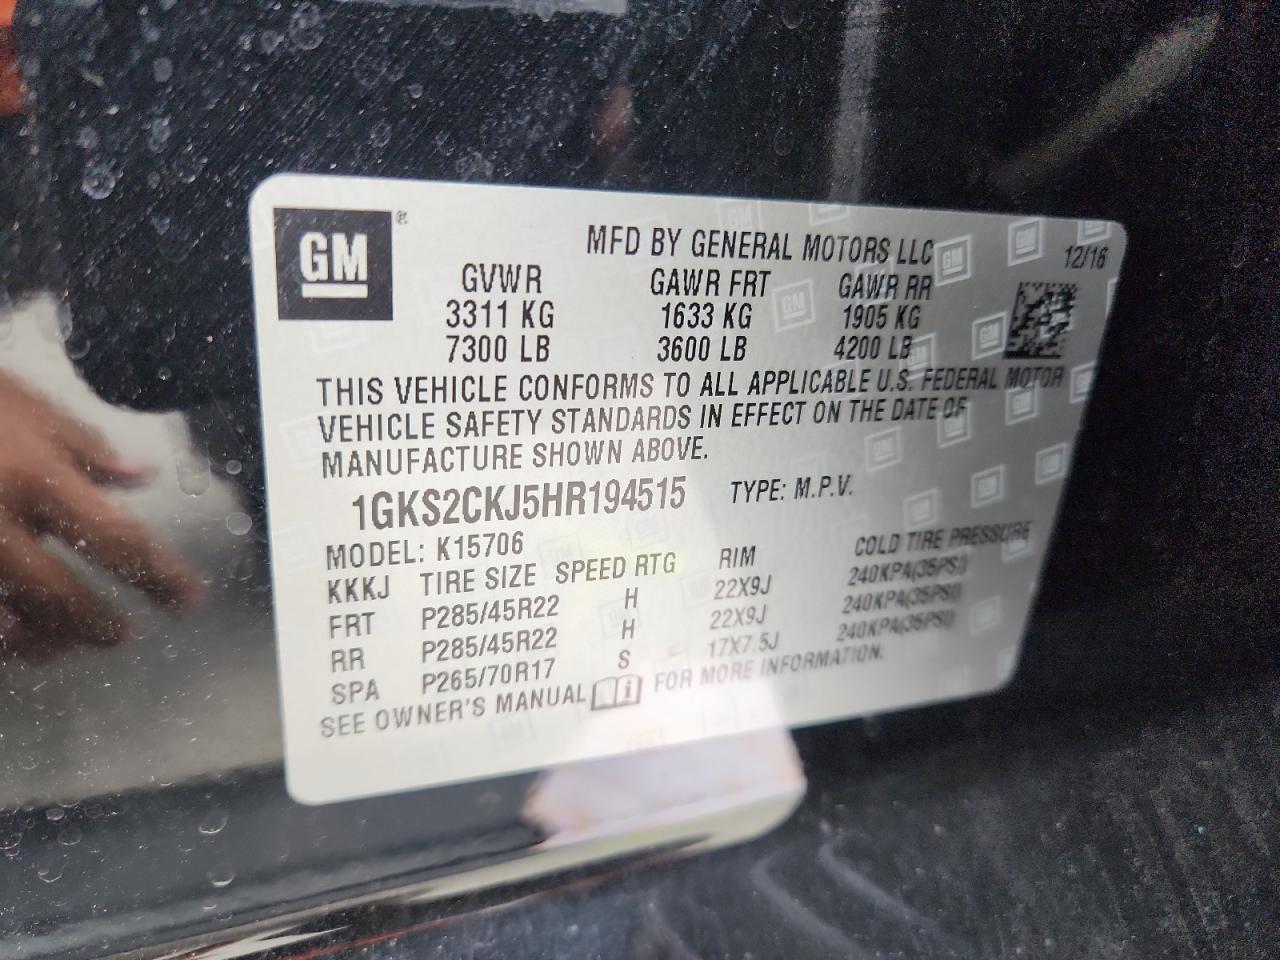 GM ®
MFD BY GENERAL MOTORS LLC 12/16
GVWR GAWR FRT GAWR RR
3311 KG 1633 KG 1905 KG
7300 LB 3600 LB 4200 LB
THIS VEHICLE CONFORMS TO ALL APPLICABLE U.S. FEDERAL MOTOR
VEHICLE SAFETY STANDARDS IN EFFECT ON THE DATE OF
MANUFACTURE SHOWN ABOVE.
1GKS2CKJ5HR194515 TYPE: M.P.V.
MODEL: K15706
KKKJ TIRE SIZE SPEED RTG RIM COLD TIRE PRESSURE
FRT P285/45R22 H 22X9J 240KPA(35PSI)
RR P285/45R22 H 22X9J 240KPA(35PSI)
SPA P265/70R17 S 17X7.5J 240KPA(35PSI)
SEE OWNER'S MANUAL i FOR MORE INFORMATION.